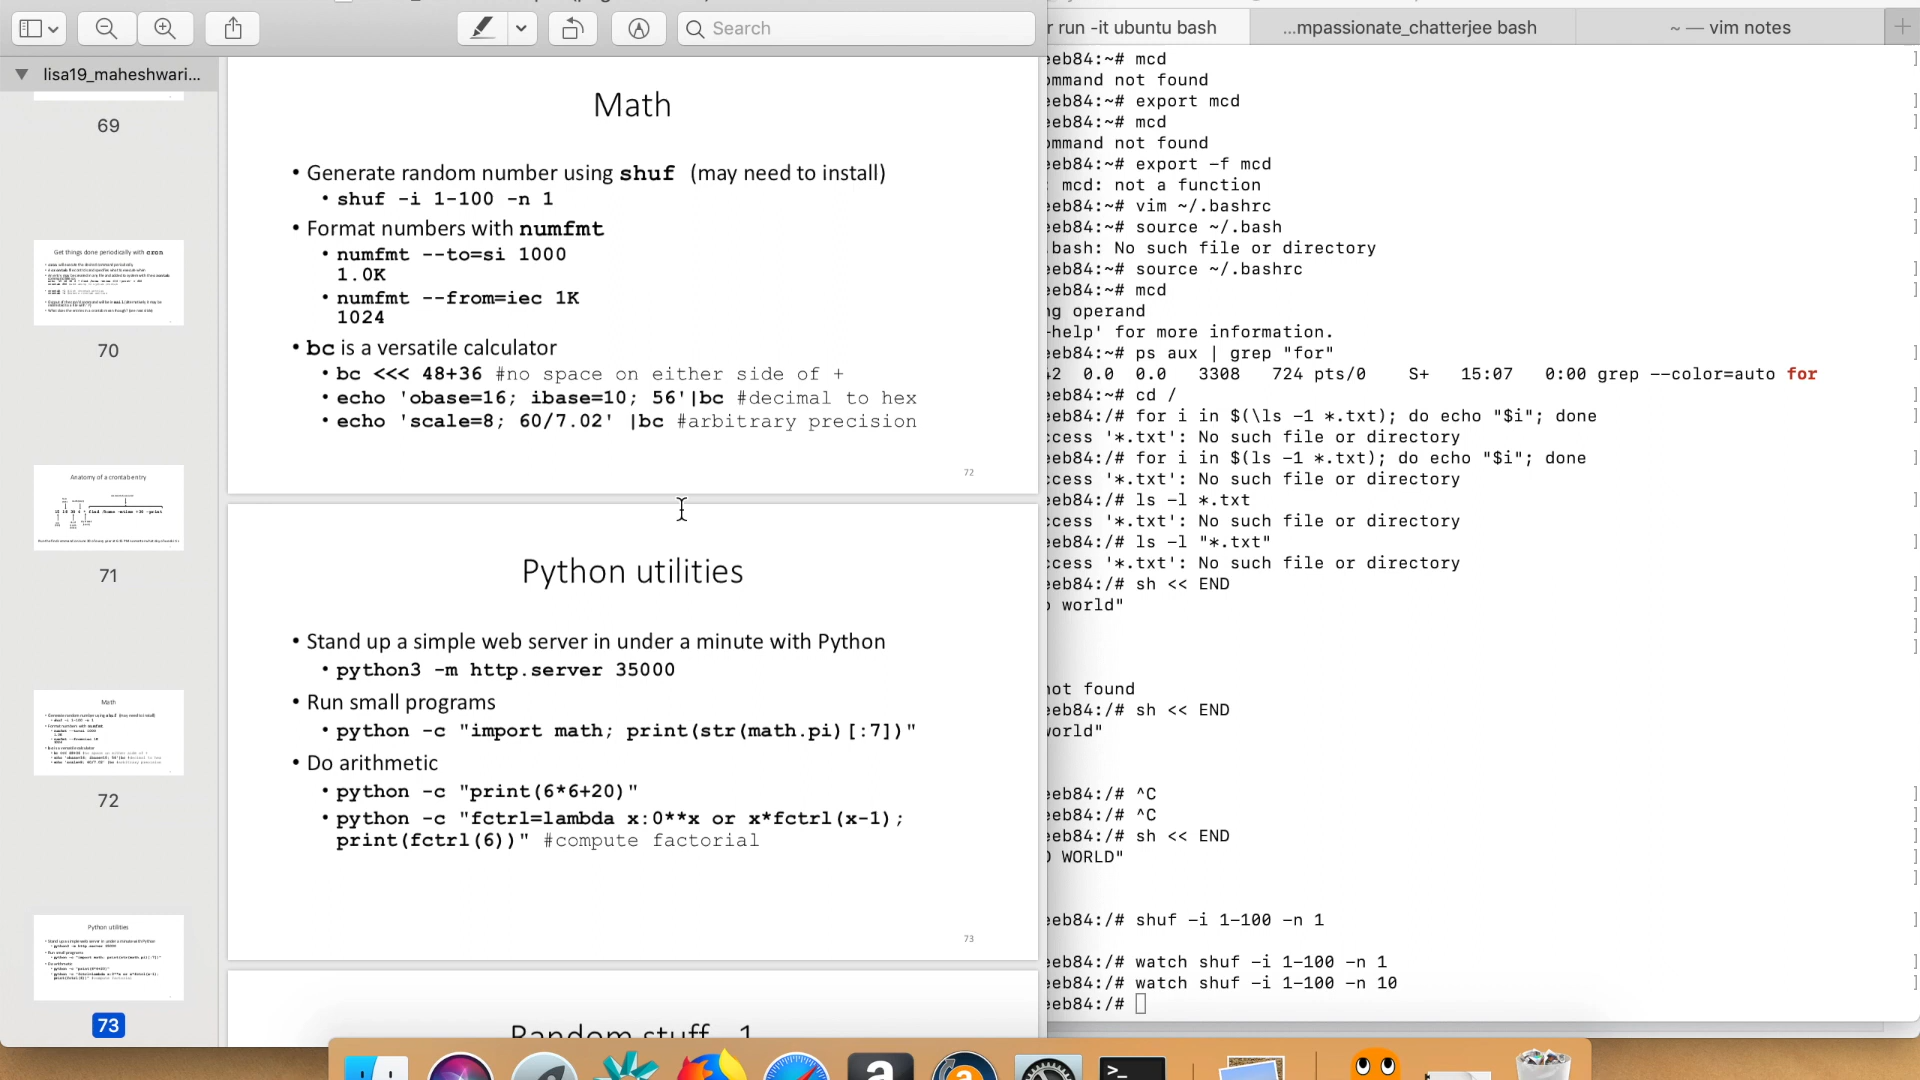 Search
lisa19_maheshwari...
69
70
71
72
73
Math
• Generate random number using shuf (may need to install)
• shuf -i 1-100 -n 1
• Format numbers with numfmt
• numfmt --to=si 1000
1.0K
• numfmt --from=iec 1K
1024
• bc is a versatile calculator
• bc <<< 48+36 #no space on either side of +
• echo 'obase=16; ibase=10; 56'|bc #decimal to hex
• echo 'scale=8; 60/7.02' |bc #arbitrary precision
72
Python utilities
• Stand up a simple web server in under a minute with Python
• python3 -m http.server 35000
• Run small programs
• python -c "import math; print(str(math.pi)[:7])"
• Do arithmetic
• python -c "print(6*6+20)"
• python -c "fctrl=lambda x:0**x or x*fctrl(x-1);
print(fctrl(6))" #compute factorial
73
Random stuff - 1
r run -it ubuntu bash
...mpassionate_chatterjee bash
~ — vim notes
eb84:~# mcd
ommand not found
eb84:~# export mcd
eb84:~# mcd
ommand not found
eb84:~# export -f mcd
: mcd: not a function
eb84:~# vim ~/.bashrc
eb84:~# source ~/.bash
.bash: No such file or directory
eb84:~# source ~/.bashrc
eb84:~# mcd
ng operand
-help' for more information.
eb84:~# ps aux | grep "for"
42 0.0 0.0 3308 724 pts/0 S+ 15:07 0:00 grep --color=auto for
eb84:~# cd /
eb84:/# for i in $(\ls -1 *.txt); do echo "$i"; done
ccess '*.txt': No such file or directory
eb84:/# for i in $(ls -1 *.txt); do echo "$i"; done
ccess '*.txt': No such file or directory
eb84:/# ls -l *.txt
ccess '*.txt': No such file or directory
eb84:/# ls -l "*.txt"
ccess '*.txt': No such file or directory
eb84:/# sh << END
o world"
not found
eb84:/# sh << END
world"
eb84:/# ^C
eb84:/# ^C
eb84:/# sh << END
O WORLD"
eb84:/# shuf -i 1-100 -n 1
eb84:/# watch shuf -i 1-100 -n 1
eb84:/# watch shuf -i 1-100 -n 10
eb84:/#